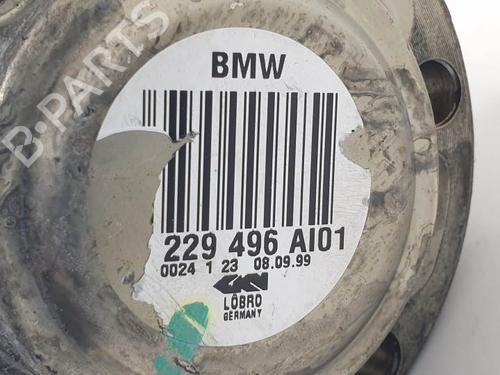 BMW
229 496 AI01
0024 1 23 08.09.99
GKN
LÖBRO
GERMANY
B-PARTS